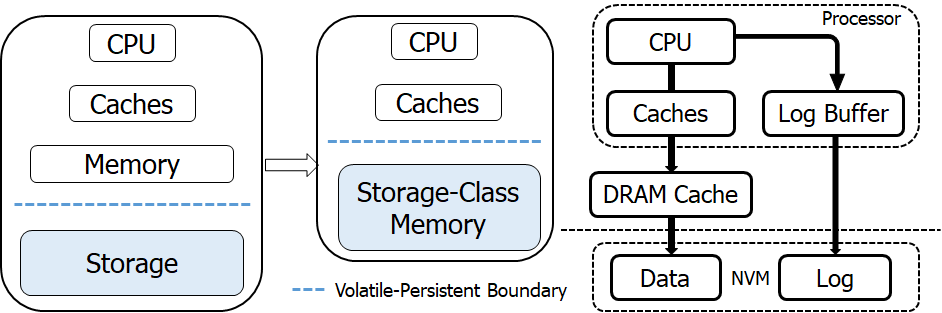 CPU
Caches
Memory
Storage
CPU
Caches
Storage-Class
Memory
Volatile-Persistent Boundary
Processor
CPU
Caches
Log Buffer
DRAM Cache
Data
NVM
Log